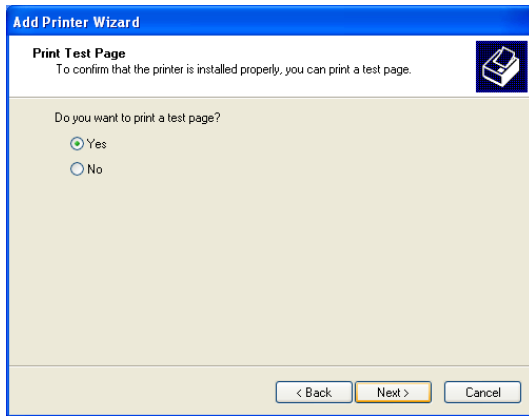 Add Printer Wizard
Print Test Page
To confirm that the printer is installed properly, you can print a test page.
Do you want to print a test page?
Yes
No
< Back Next > Cancel